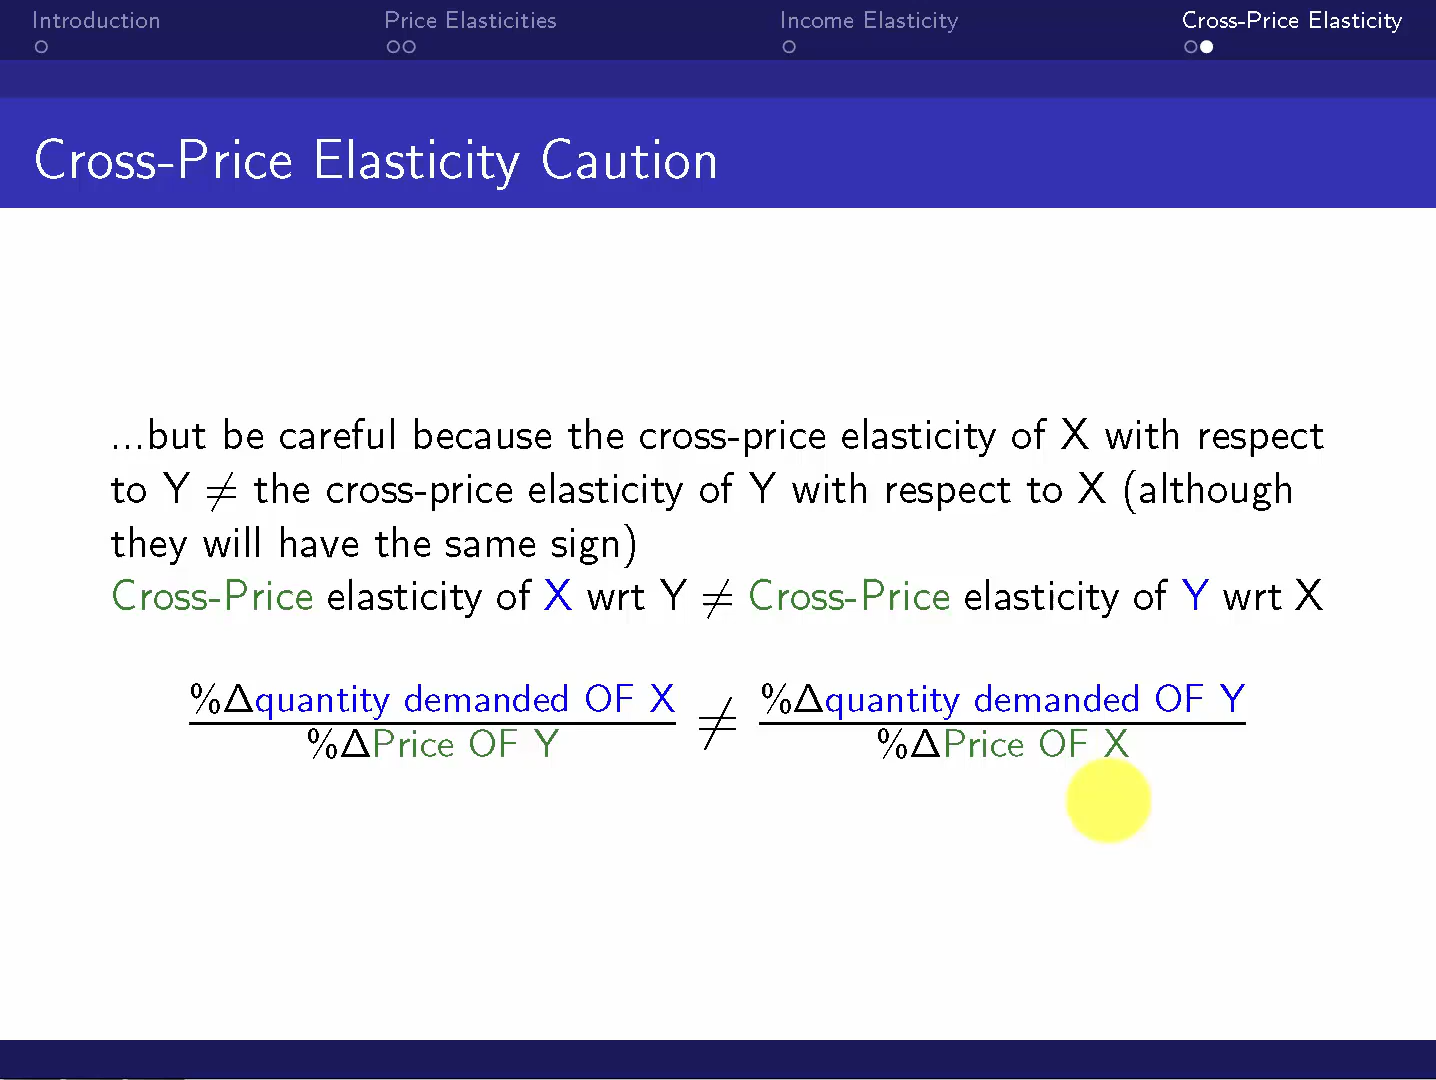 Introduction
Price Elasticities
Income Elasticity
Cross-Price Elasticity
Cross-Price Elasticity Caution
...but be careful because the cross-price elasticity of X with respect
to Y ≠ the cross-price elasticity of Y with respect to X (although
they will have the same sign)
Cross-Price elasticity of X wrt Y ≠ Cross-Price elasticity of Y wrt X
%Δquantity demanded OF X
%ΔPrice OF Y
≠
%Δquantity demanded OF Y
%ΔPrice OF X